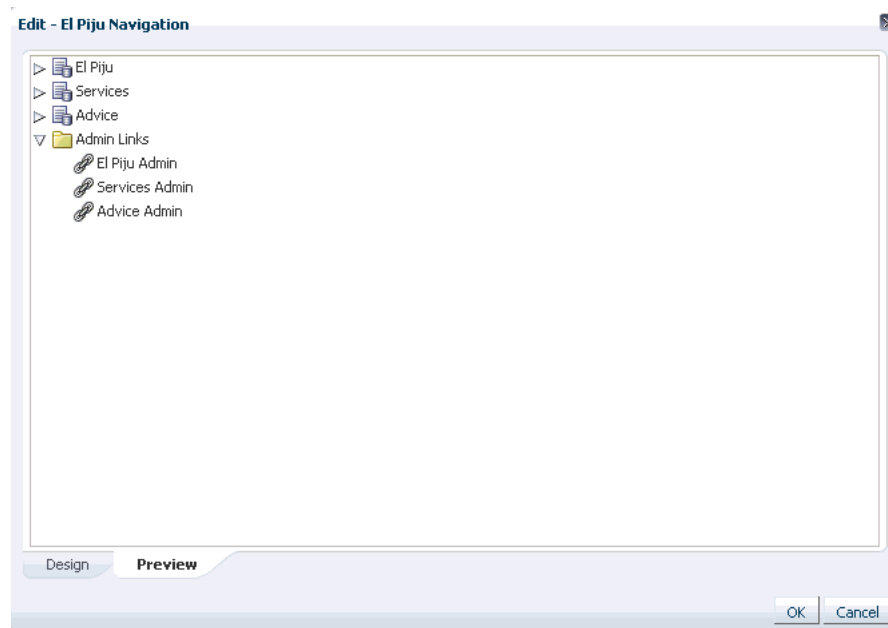 Edit - El Piju Navigation
El Piju
Services
Advice
Admin Links
El Piju Admin
Services Admin
Advice Admin
Design Preview
OK Cancel